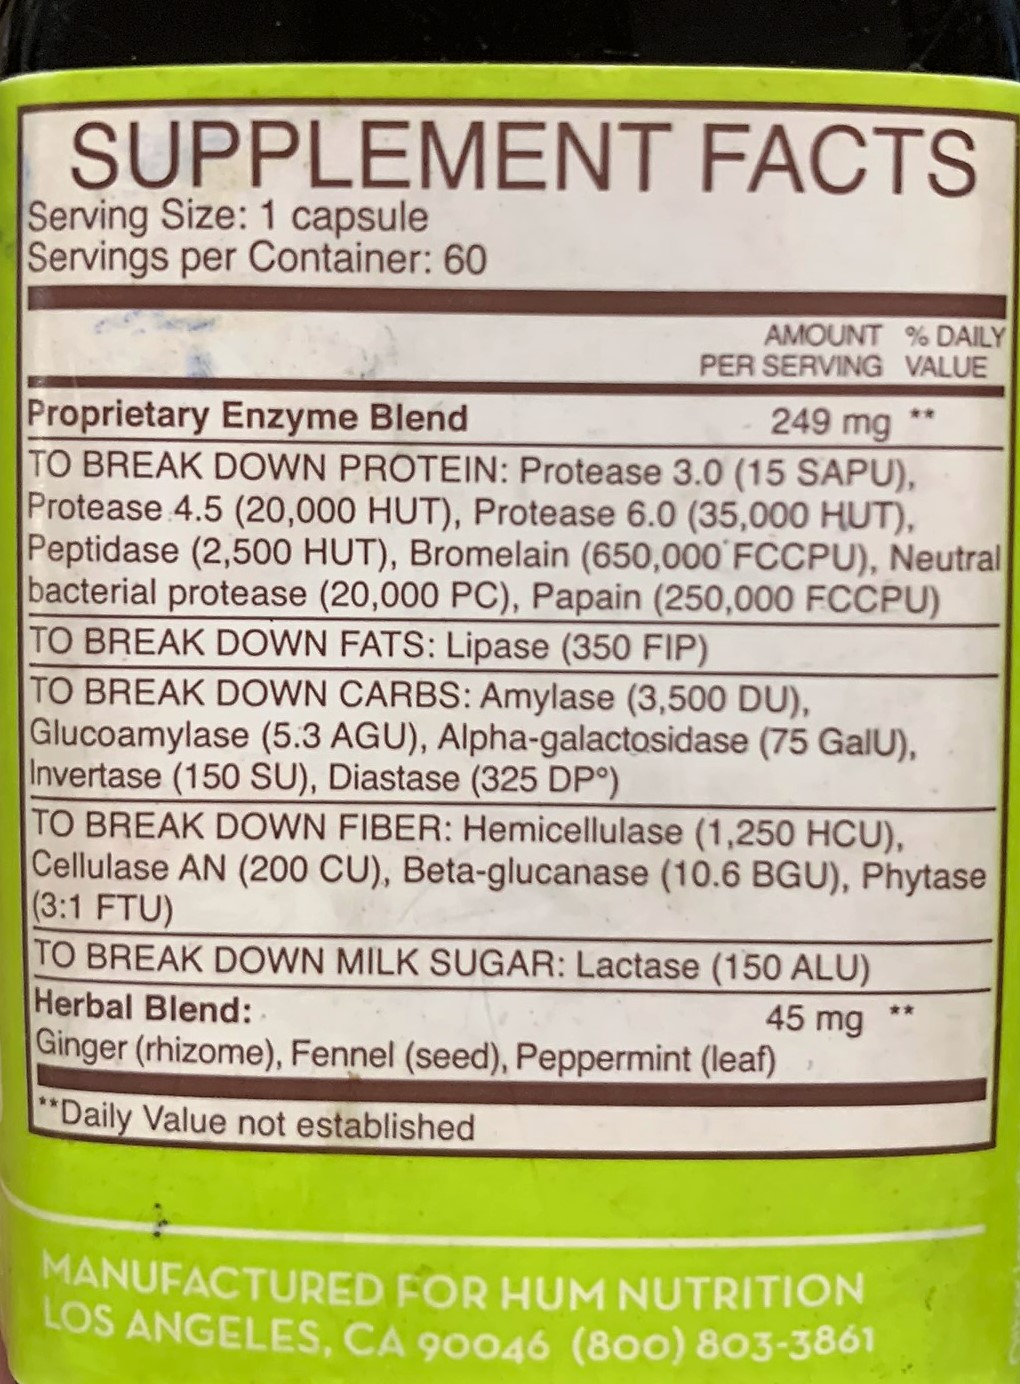 SUPPLEMENT FACTS
Serving Size: 1 capsule
Servings per Container: 60
AMOUNT % DAILY
PER SERVING VALUE
Proprietary Enzyme Blend 249 mg **
TO BREAK DOWN PROTEIN: Protease 3.0 (15 SAPU),
Protease 4.5 (20,000 HUT), Protease 6.0 (35,000 HUT),
Peptidase (2,500 HUT), Bromelain (650,000 FCCPU), Neutral
bacterial protease (20,000 PC), Papain (250,000 FCCPU)
TO BREAK DOWN FATS: Lipase (350 FIP)
TO BREAK DOWN CARBS: Amylase (3,500 DU),
Glucoamylase (5.3 AGU), Alpha-galactosidase (75 GalU),
Invertase (150 SU), Diastase (325 DP°)
TO BREAK DOWN FIBER: Hemicellulase (1,250 HCU),
Cellulase AN (200 CU), Beta-glucanase (10.6 BGU), Phytase
(3:1 FTU)
TO BREAK DOWN MILK SUGAR: Lactase (150 ALU)
Herbal Blend: 45 mg **
Ginger (rhizome), Fennel (seed), Peppermint (leaf)
**Daily Value not established
MANUFACTURED FOR HUM NUTRITION
LOS ANGELES, CA 90046 (800) 803-3861